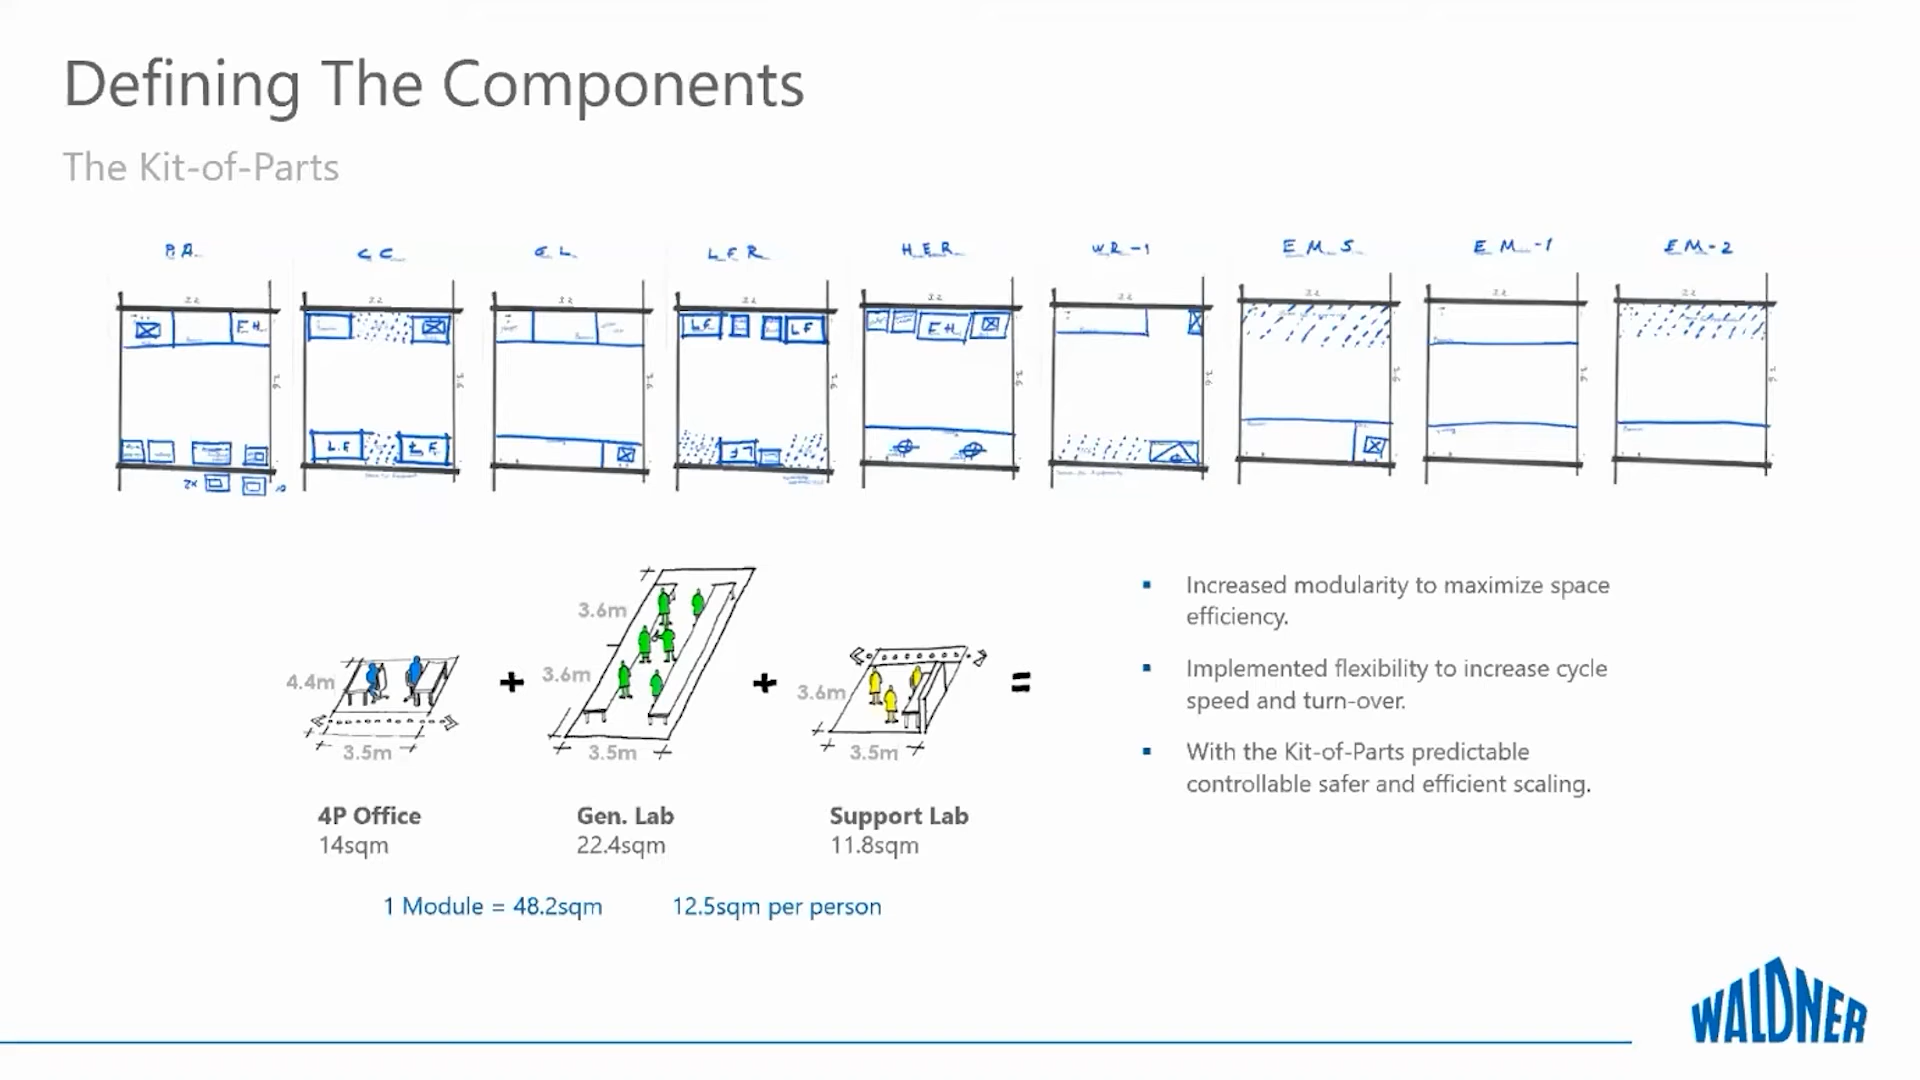 Defining The Components
The Kit-of-Parts
P.A.
C C
G L
L F R
H.E.R.
W R - 1
E M S
E M - 1
E M - 2
E.H.
L F
L F
E H
L.F
L.F.
2x
3.6m
3.6m
4.4m
3.5m
+
3.5m
+
3.6m
3.5m
=
4P Office
14sqm
Gen. Lab
22.4sqm
Support Lab
11.8sqm
1 Module = 48.2sqm
12.5sqm per person
Increased modularity to maximize space
efficiency.
Implemented flexibility to increase cycle
speed and turn-over.
With the Kit-of-Parts predictable
controllable safer and efficient scaling.
WALDNER